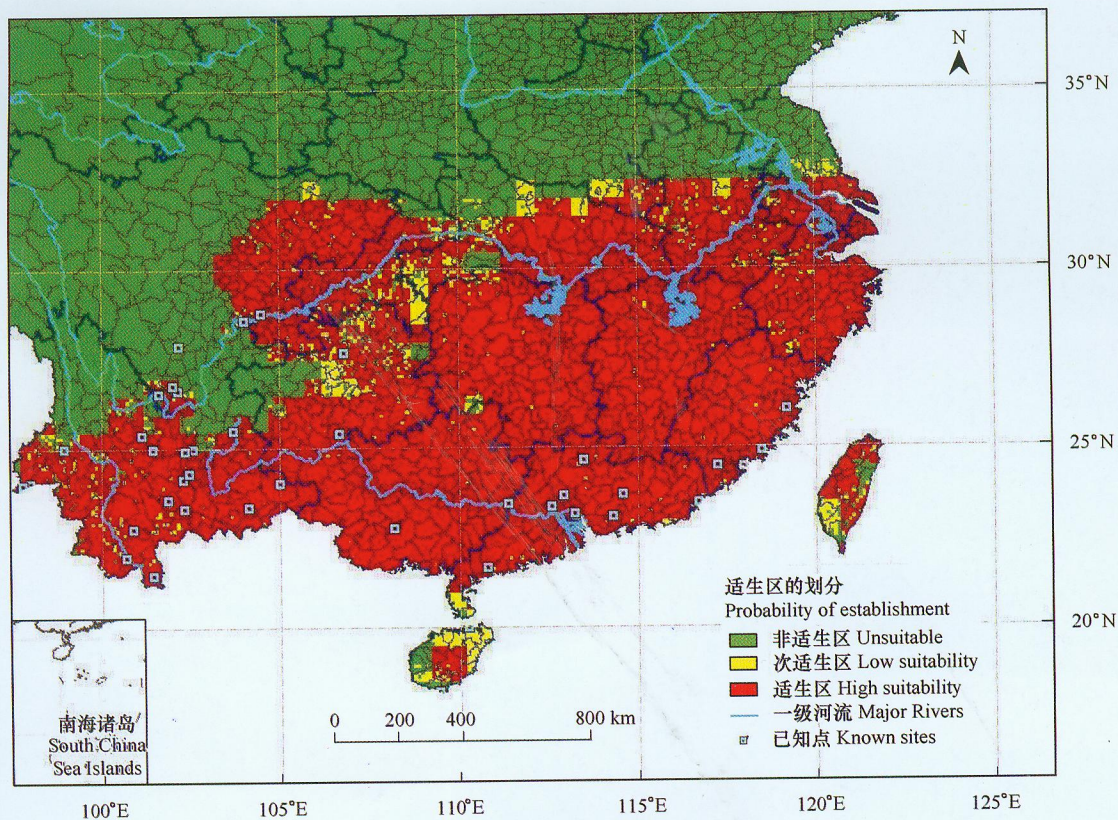 N
35°N
30°N
25°N
20°N
适生区的划分
Probability of establishment
非适生区 Unsuitable
次适生区 Low suitability
适生区 High suitability
一级河流 Major Rivers
已知点 Known sites
0 200 400 800 km
南海诸岛
South China
Sea Islands
100°E 105°E 110°E 115°E 120°E 125°E